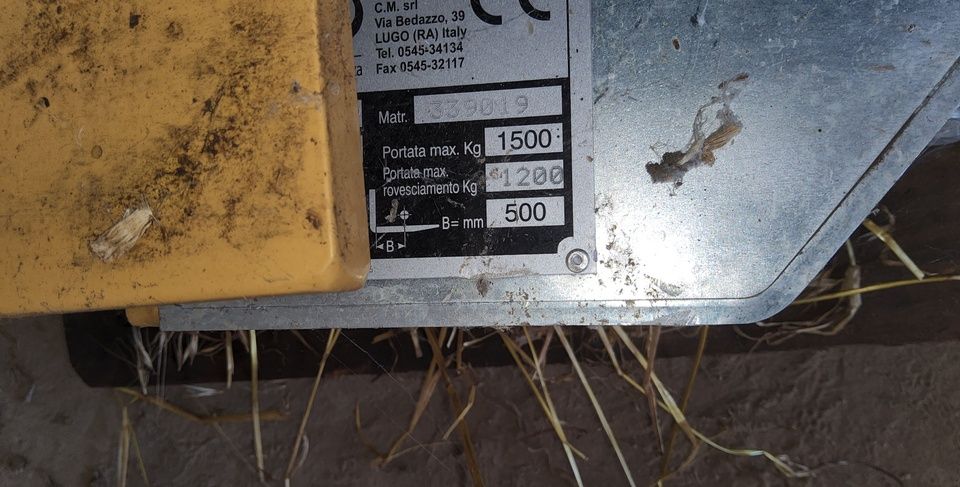 C.M. srl
Via Bedazzo, 39
LUGO (RA) Italy
Tel. 0545-34134
Fax 0545-32117
CE
Matr. 339019
Portata max. Kg 1500
Portata max.
rovesciamento Kg 1200
B= mm 500
B